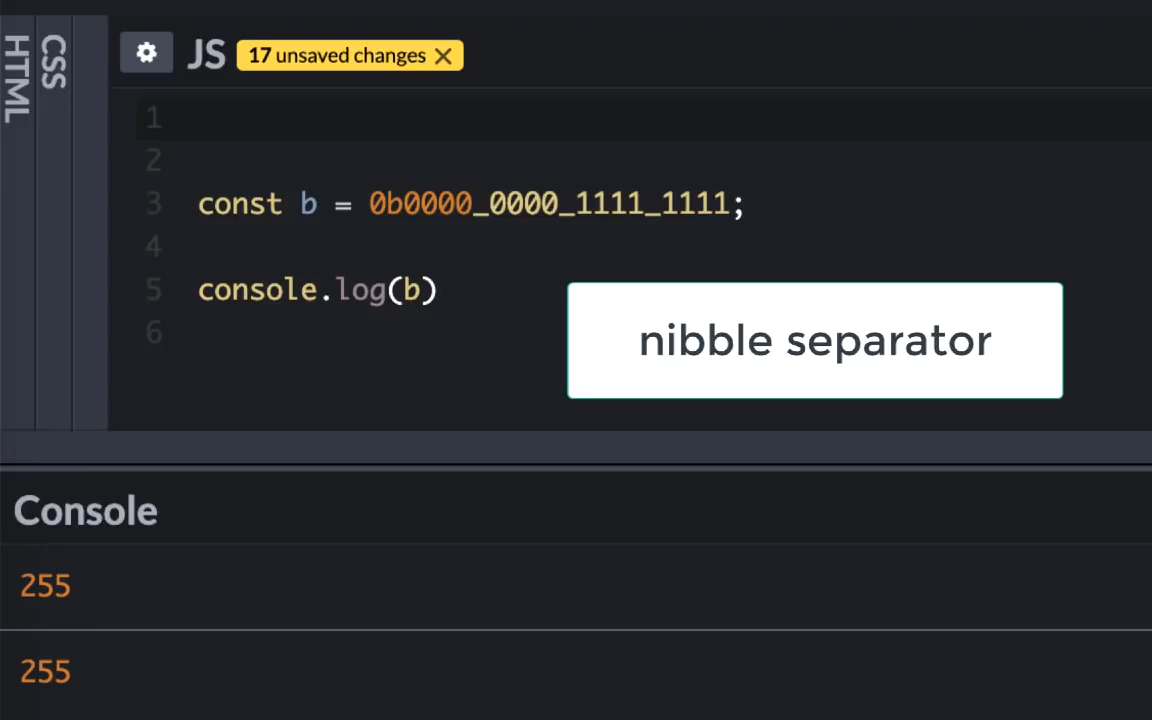 HTML
CSS
JS 17 unsaved changes
1
2
3 const b = 0b0000_0000_1111_1111;
4
5 console.log(b)
6
nibble separator
Console
255
255